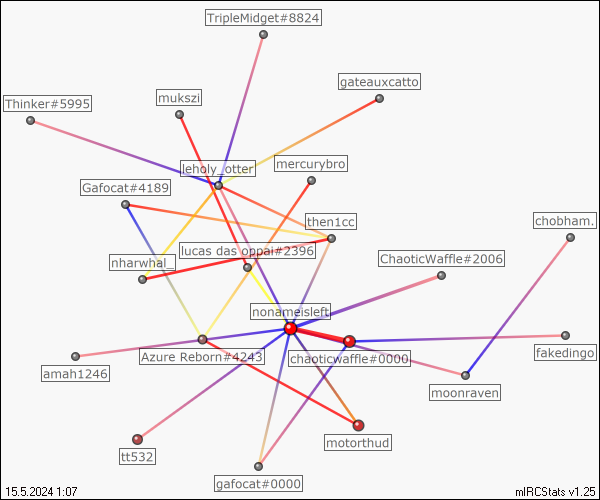 TripleMidget#8824
gateauxcatto
mukszi
Thinker#5995
mercurybro
leholy_otter
Gafocat#4189
then1cc
chobham.
lucas das oppai#2396
ChaoticWaffle#2006
nharwhal_
nonameisleft
fakedingo
Azure Reborn#4243
chaoticwaffle#0000
amah1246
moonraven
motorthud
tt532
gafocat#0000
15.5.2024 1:07
mIRCStats v1.25